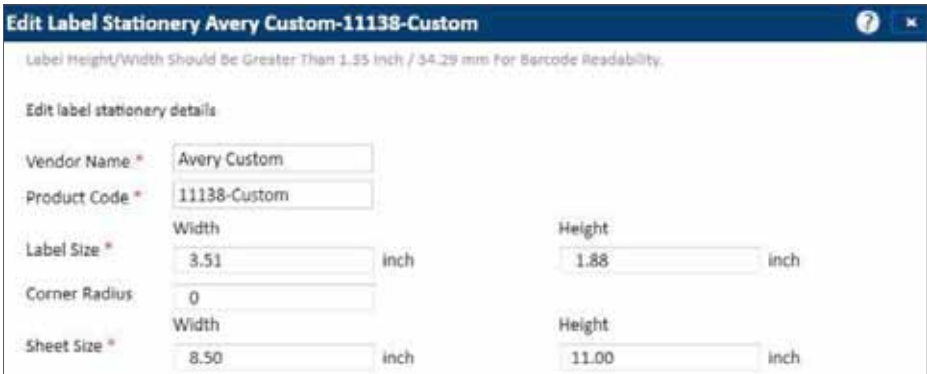 Edit Label Stationery Avery Custom-11138-Custom ? ×
Label Height/Width Should Be Greater Than 1.35 Inch / 34.29 mm For Barcode Readability.
Edit label stationery details
Vendor Name * Avery Custom
Product Code * 11138-Custom
Width Height
Label Size * 3.51 inch 1.88 inch
Corner Radius 0
Width Height
Sheet Size * 8.50 inch 11.00 inch